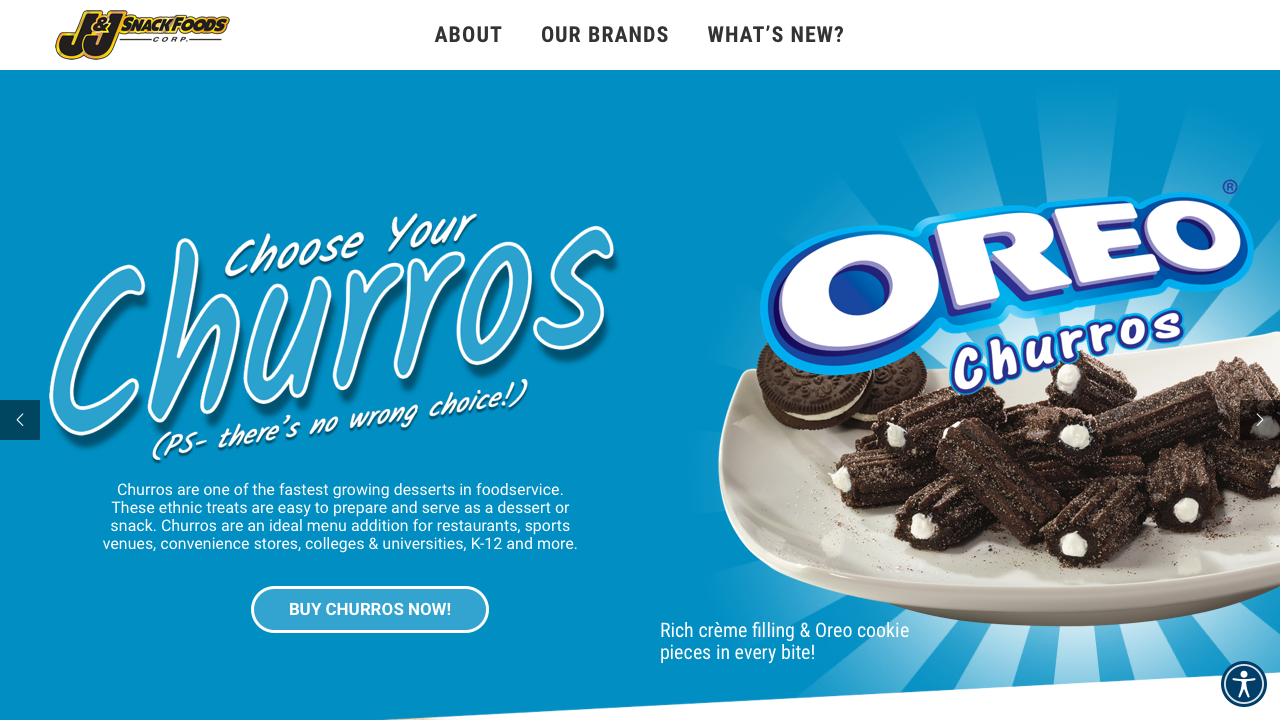 J&J SNACK FOODS
CORP.
ABOUT
OUR BRANDS
WHAT’S NEW?
Choose Your
Churros
(PS- there's no wrong choice!)
Churros are one of the fastest growing desserts in foodservice.
These ethnic treats are easy to prepare and serve as a dessert or
snack. Churros are an ideal menu addition for restaurants, sports
venues, convenience stores, colleges & universities, K-12 and more.
BUY CHURROS NOW!
OREO®
Churros
Rich crème filling & Oreo cookie
pieces in every bite!